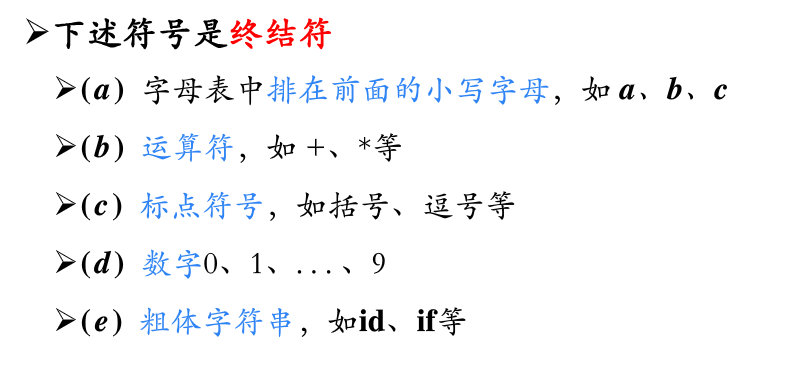 ➢下述符号是终结符
➢(a) 字母表中排在前面的小写字母，如 a、b、c
➢(b) 运算符，如 +、*等
➢(c) 标点符号，如括号、逗号等
➢(d) 数字0、1、...、9
➢(e) 粗体字符串，如id、if等